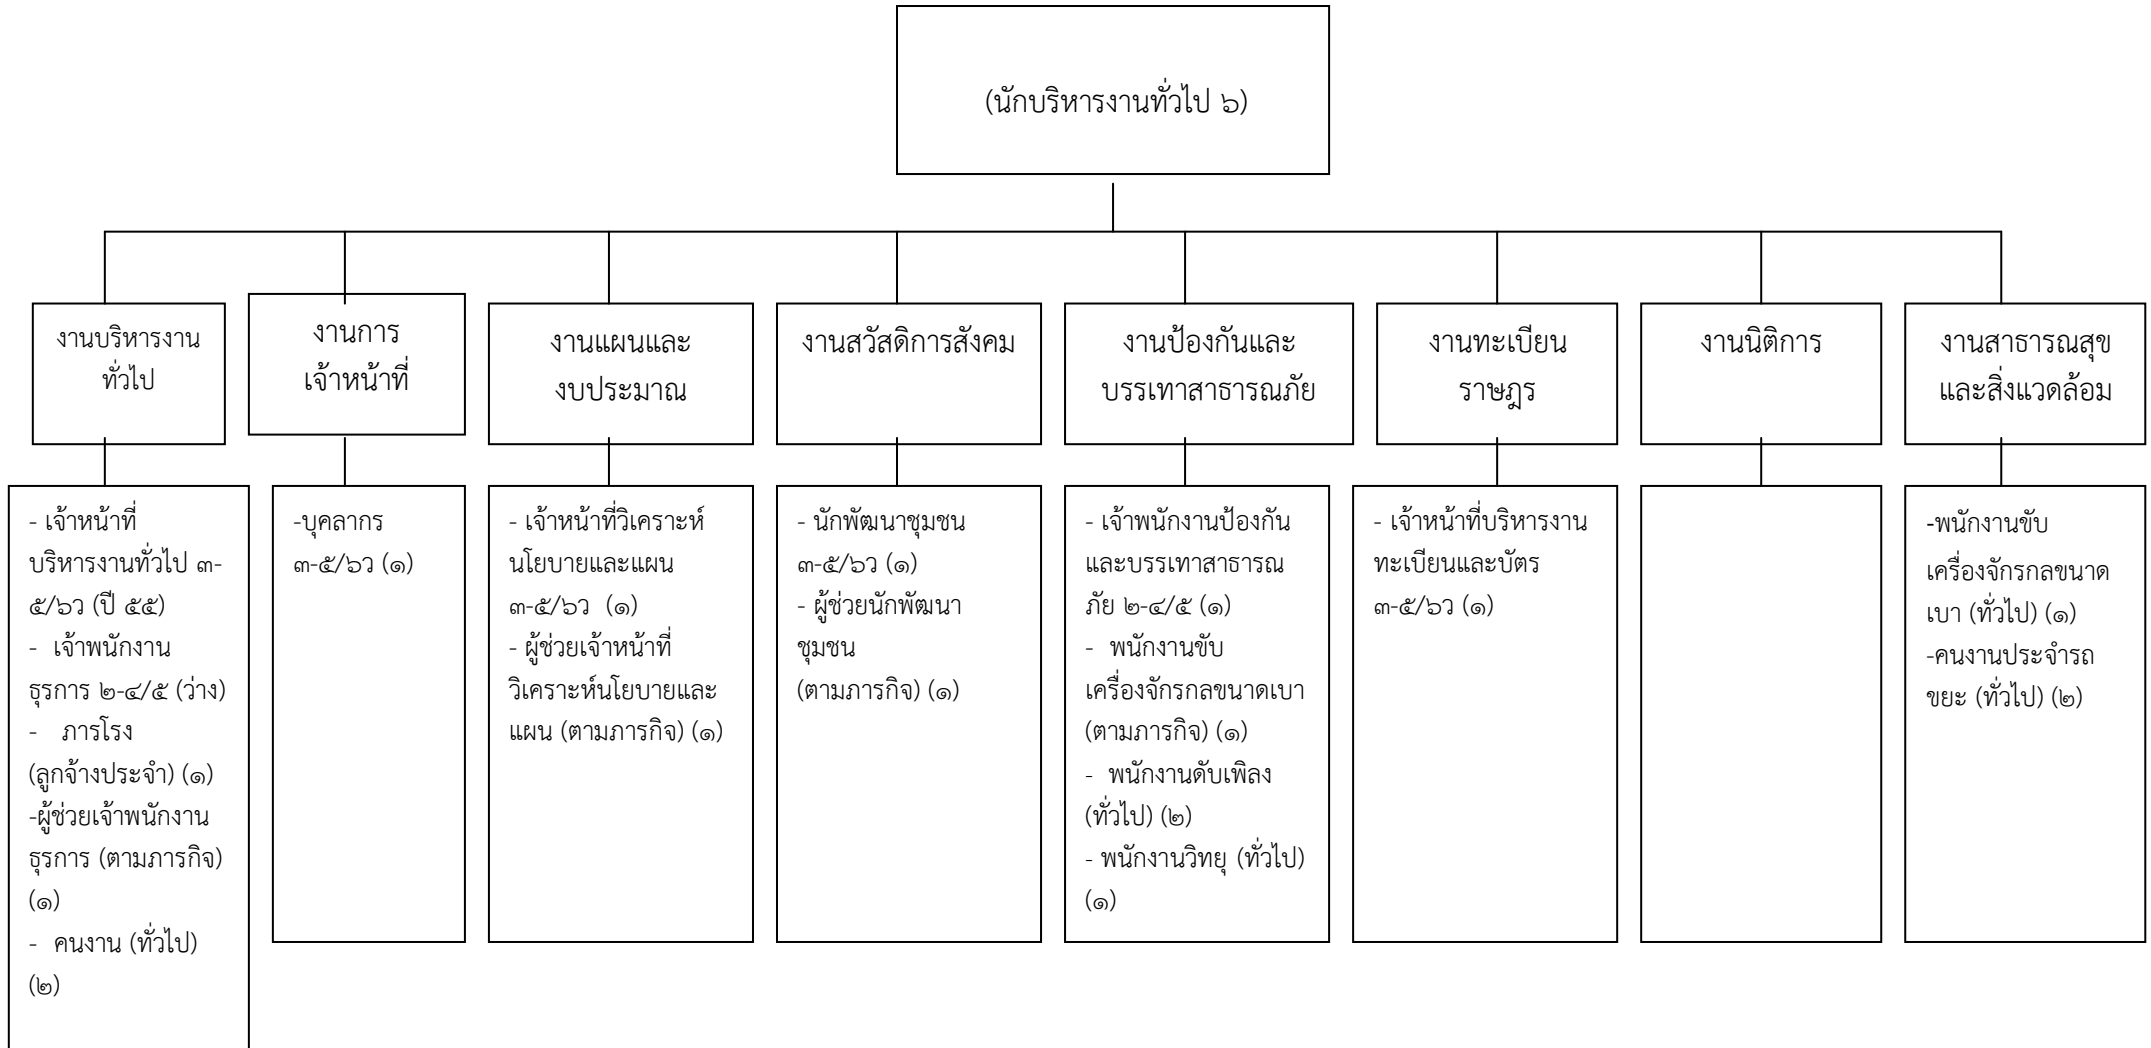 (นักบริหารงานทั่วไป ๖)
งานบริหารงาน
ทั่วไป
งานการ
เจ้าหน้าที่
งานแผนและ
งบประมาณ
งานสวัสดิการสังคม
งานป้องกันและ
บรรเทาสาธารณภัย
งานทะเบียน
ราษฎร
งานนิติการ
งานสาธารณสุข
และสิ่งแวดล้อม
- เจ้าหน้าที่
บริหารงานทั่วไป ๓-
๕/๖ว (ปี ๕๕)
- เจ้าพนักงาน
ธุรการ ๒-๔/๕ (ว่าง)
- ภารโรง
(ลูกจ้างประจำ) (๑)
-ผู้ช่วยเจ้าพนักงาน
ธุรการ (ตามภารกิจ)
(๑)
- คนงาน (ทั่วไป)
(๒)
-บุคลากร
๓-๕/๖ว (๑)
- เจ้าหน้าที่วิเคราะห์
นโยบายและแผน
๓-๕/๖ว (๑)
- ผู้ช่วยเจ้าหน้าที่
วิเคราะห์นโยบายและ
แผน (ตามภารกิจ) (๑)
- นักพัฒนาชุมชน
๓-๕/๖ว (๑)
- ผู้ช่วยนักพัฒนา
ชุมชน
(ตามภารกิจ) (๑)
- เจ้าพนักงานป้องกัน
และบรรเทาสาธารณ
ภัย ๒-๔/๕ (๑)
- พนักงานขับ
เครื่องจักรกลขนาดเบา
(ตามภารกิจ) (๑)
- พนักงานดับเพิลง
(ทั่วไป) (๒)
- พนักงานวิทยุ (ทั่วไป)
(๑)
- เจ้าหน้าที่บริหารงาน
ทะเบียนและบัตร
๓-๕/๖ว (๑)
-พนักงานขับ
เครื่องจักรกลขนาด
เบา (ทั่วไป) (๑)
-คนงานประจำรถ
ขยะ (ทั่วไป) (๒)